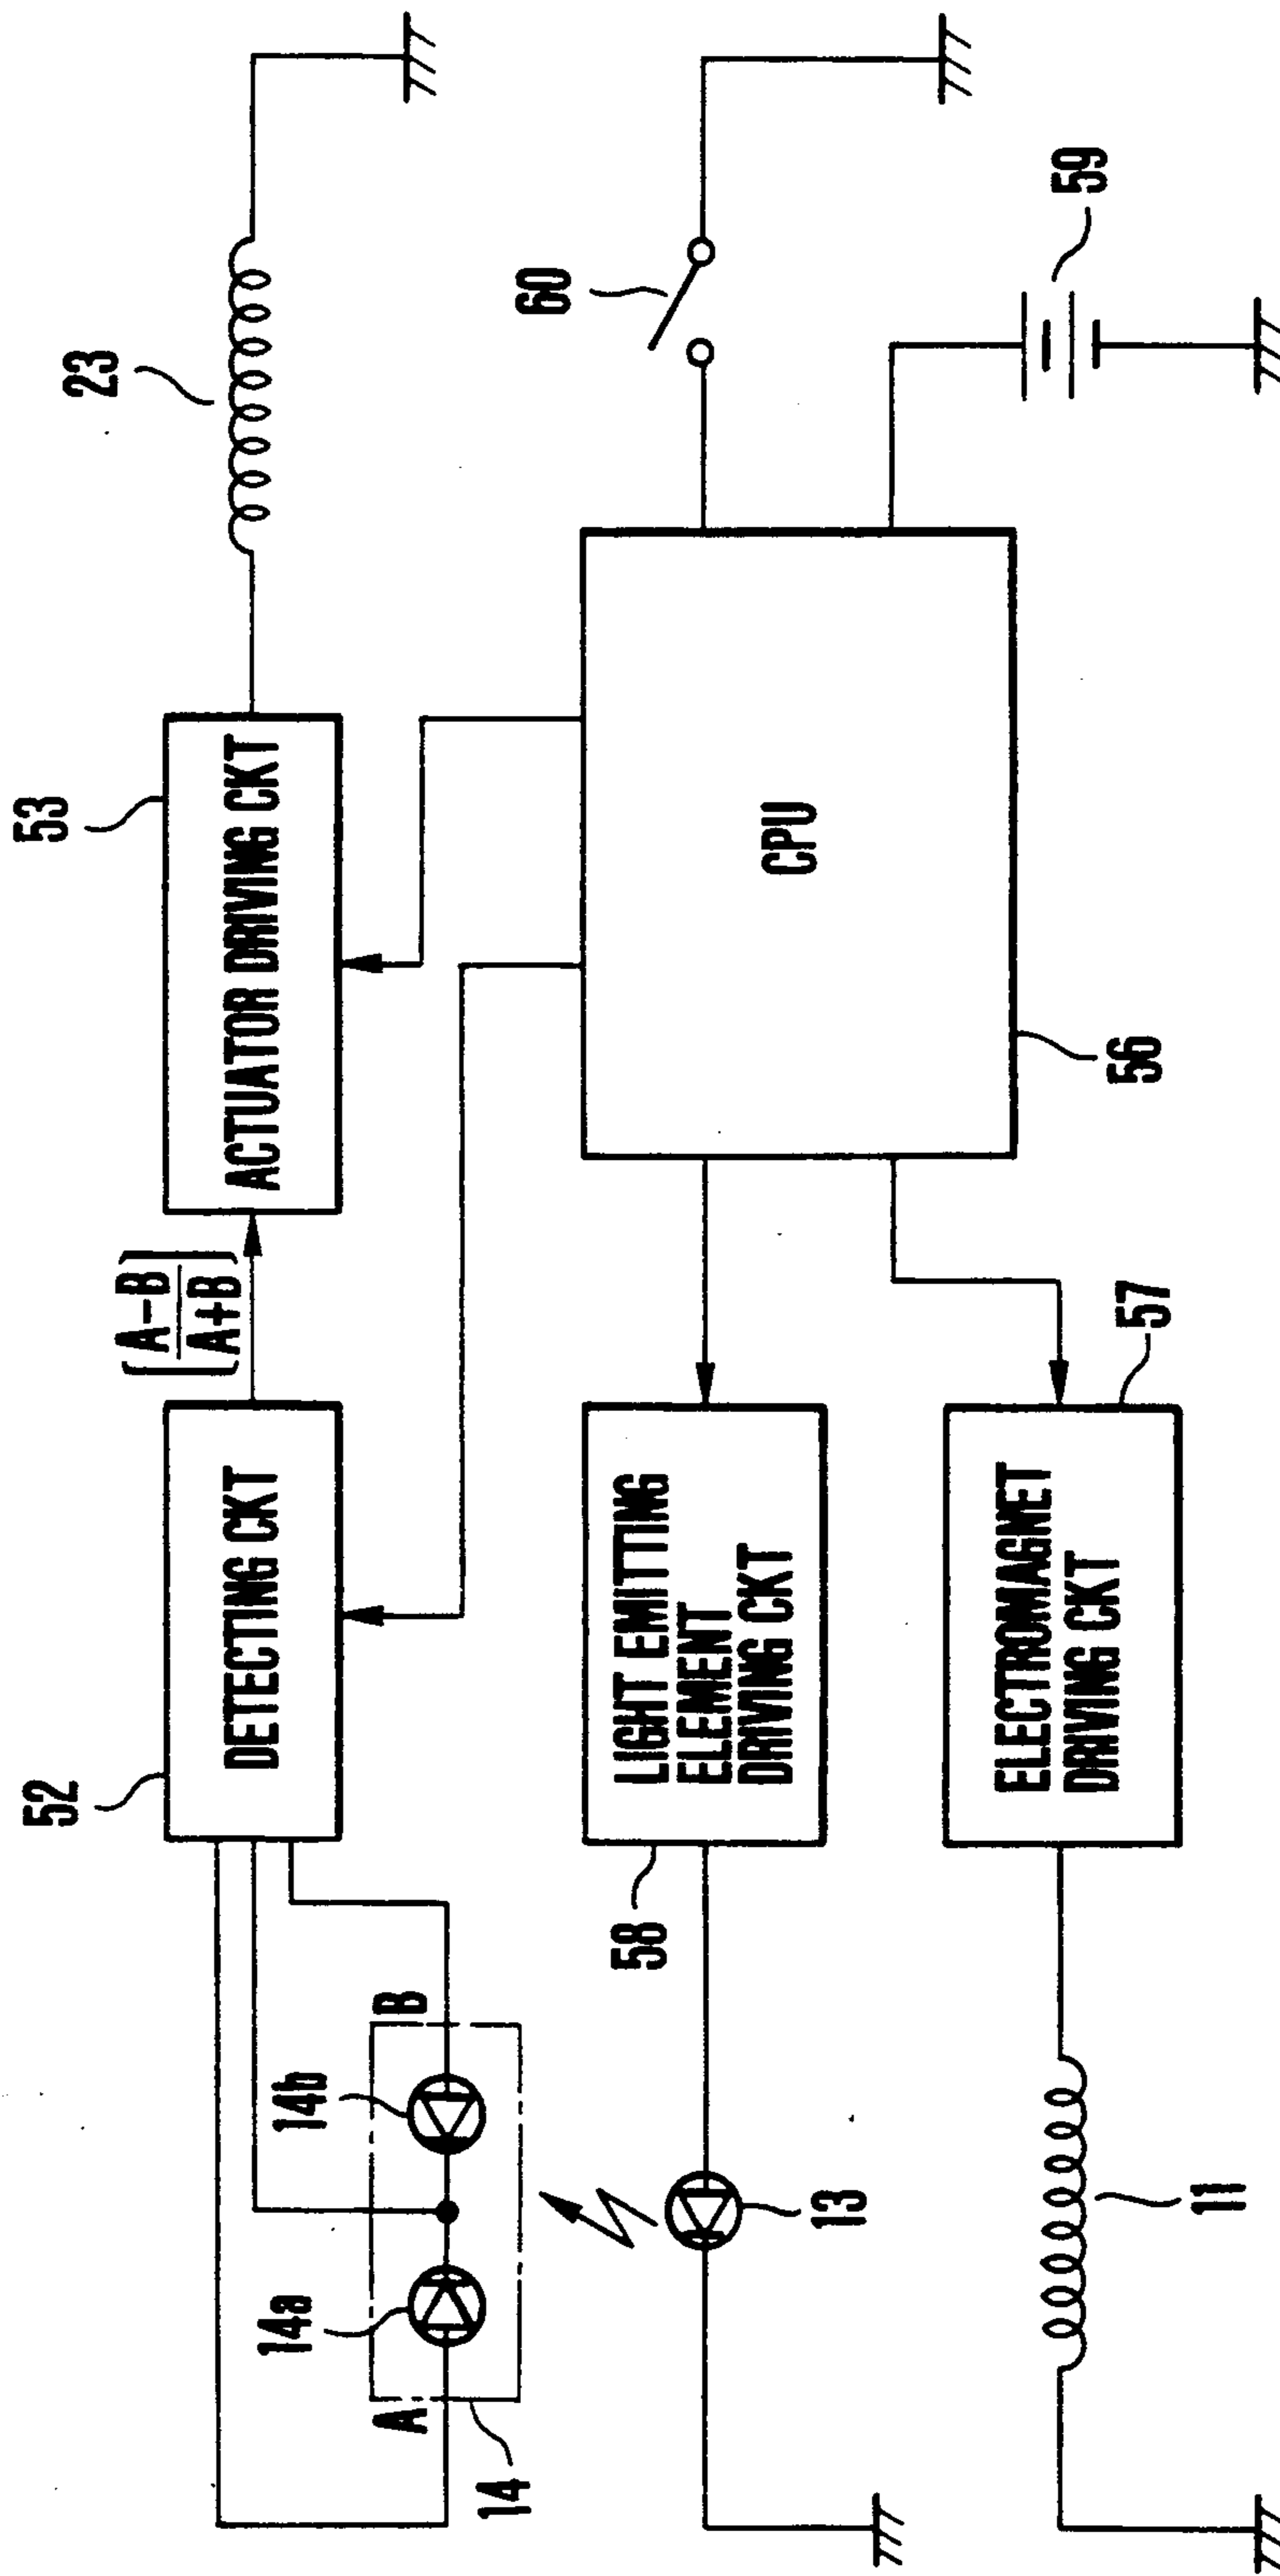 52
DETECTING CKT
(A-B/A+B)
53
ACTUATOR DRIVING CKT
23
14
A
14a
14b
B
13
58
LIGHT EMITTING
ELEMENT
DRIVING CKT
CPU
56
60
59
11
ELECTROMAGNET
DRIVING CKT
57